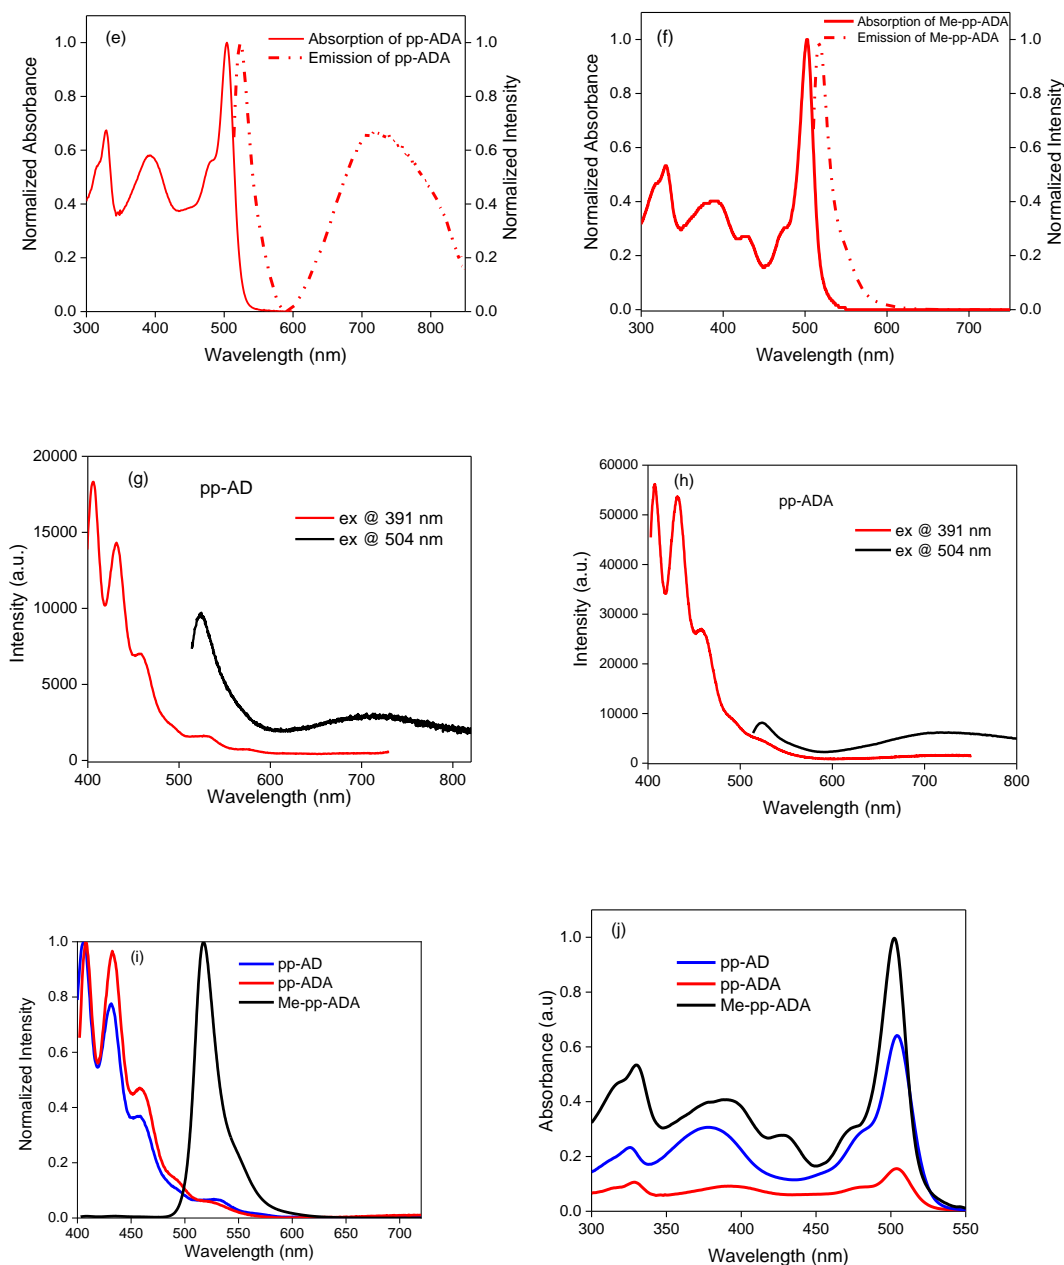 (e)
Absorption of pp-ADA
Emission of pp-ADA
1.0
0.8
0.6
0.4
0.2
0.0
1.0
0.8
0.6
0.4
0.2
0.0
Normalized Absorbance
Normalized Intensity
300 400 500 600 700 800
Wavelength (nm)
(f)
Absorption of Me-pp-ADA
Emission of Me-pp-ADA
1.0
0.8
0.6
0.4
0.2
0.0
1.0
0.8
0.6
0.4
0.2
0.0
Normalized Absorbance
Normalized Intensity
300 400 500 600 700
Wavelength (nm)
(g)
pp-AD
ex @ 391 nm
ex @ 504 nm
20000
15000
10000
5000
0
Intensity (a.u.)
400 500 600 700 800
Wavelength (nm)
(h)
pp-ADA
ex @ 391 nm
ex @ 504 nm
60000
50000
40000
30000
20000
10000
0
Intensity (a.u.)
400 500 600 700 800
Wavelength (nm)
(i)
pp-AD
pp-ADA
Me-pp-ADA
1.0
0.8
0.6
0.4
0.2
0.0
Normalized Intensity
400 450 500 550 600 650 700
Wavelength (nm)
(j)
pp-AD
pp-ADA
Me-pp-ADA
1.0
0.8
0.6
0.4
0.2
0.0
Absorbance (a.u)
300 350 400 450 500 550
Wavelength (nm)